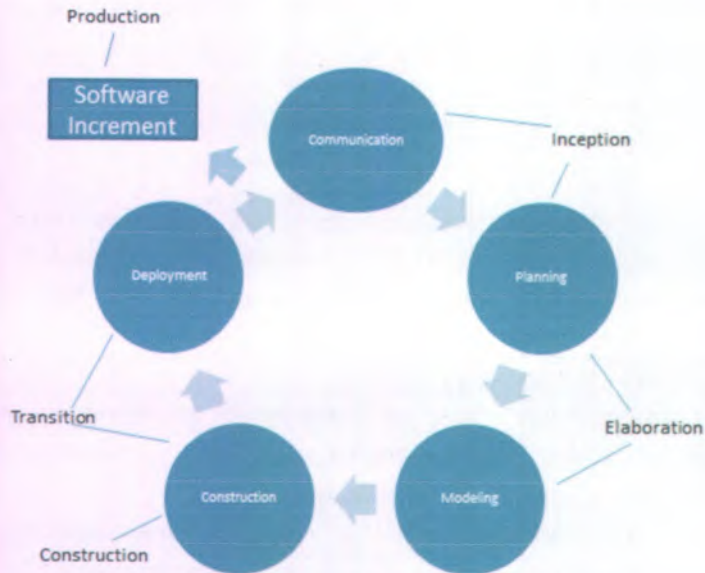 Production
Software
Increment
Communication
Inception
Deployment
Planning
Transition
Elaboration
Construction
Modeling
Construction